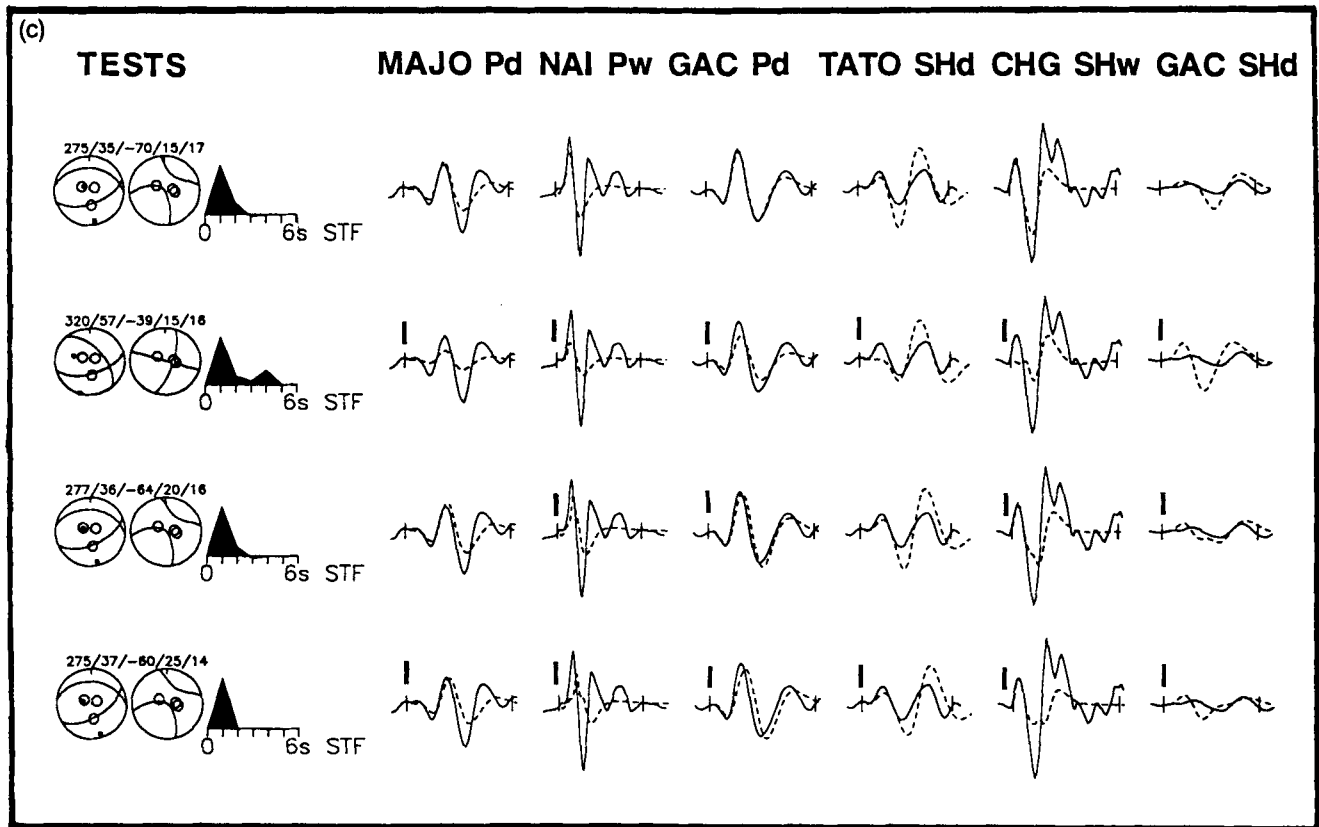 (c)
TESTS MAJO Pd NAI Pw GAC Pd TATO SHd CHG SHw GAC SHd
275/35/-70/15/17
0 6s STF
320/57/-39/15/16
0 6s STF
277/36/-64/20/16
0 6s STF
275/37/-60/25/14
0 6s STF